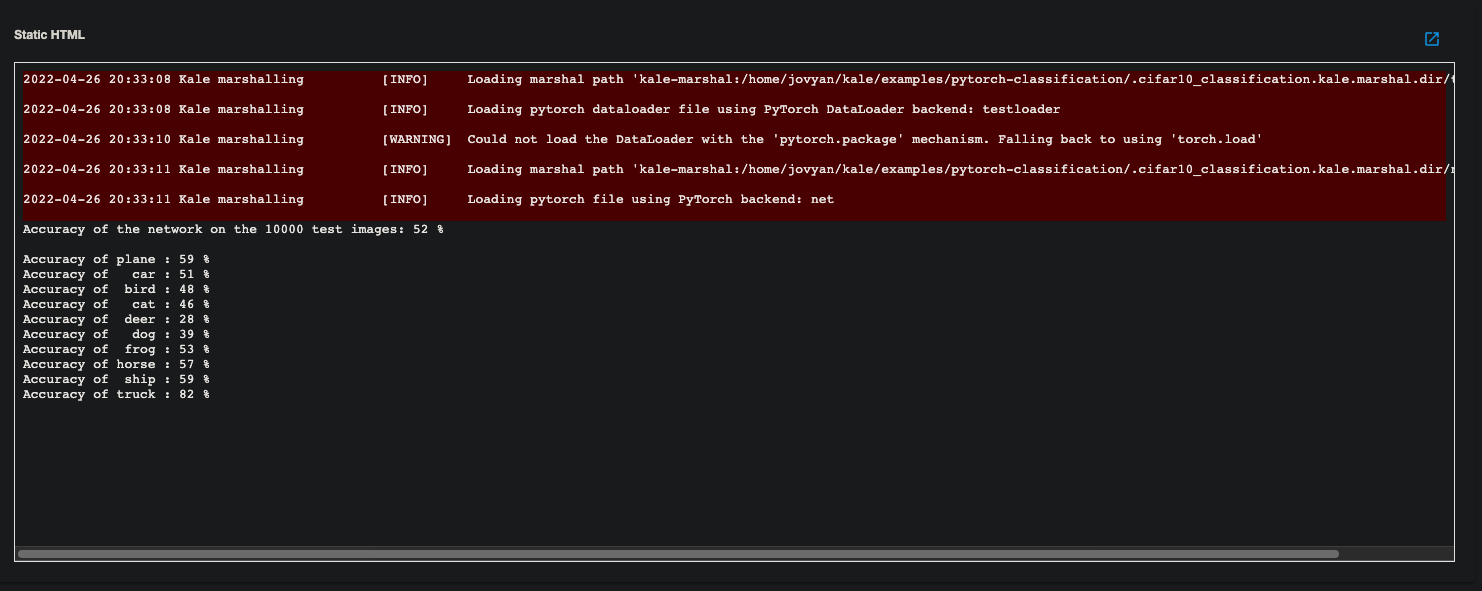 Static HTML
2022-04-26 20:33:08 Kale marshalling [INFO] Loading marshal path 'kale-marshal:/home/jovyan/kale/examples/pytorch-classification/.cifar10_classification.kale.marshal.dir/
2022-04-26 20:33:08 Kale marshalling [INFO] Loading pytorch dataloader file using PyTorch DataLoader backend: testloader
2022-04-26 20:33:10 Kale marshalling [WARNING] Could not load the DataLoader with the 'pytorch.package' mechanism. Falling back to using 'torch.load'
2022-04-26 20:33:11 Kale marshalling [INFO] Loading marshal path 'kale-marshal:/home/jovyan/kale/examples/pytorch-classification/.cifar10_classification.kale.marshal.dir/
2022-04-26 20:33:11 Kale marshalling [INFO] Loading pytorch file using PyTorch backend: net
Accuracy of the network on the 10000 test images: 52 %
Accuracy of plane : 59 %
Accuracy of car : 51 %
Accuracy of bird : 48 %
Accuracy of cat : 46 %
Accuracy of deer : 28 %
Accuracy of dog : 39 %
Accuracy of frog : 53 %
Accuracy of horse : 57 %
Accuracy of ship : 59 %
Accuracy of truck : 82 %